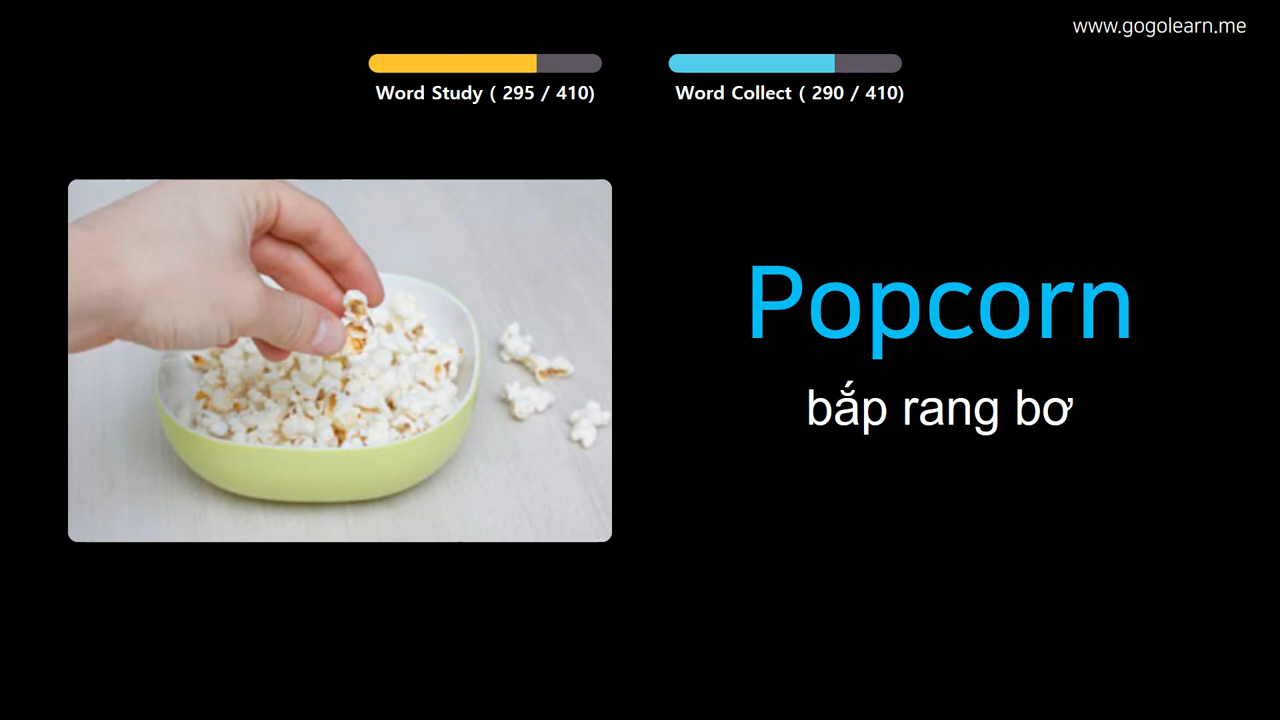 www.gogolearn.me
Word Study ( 295 / 410)
Word Collect ( 290 / 410)
Popcorn
bắp rang bơ